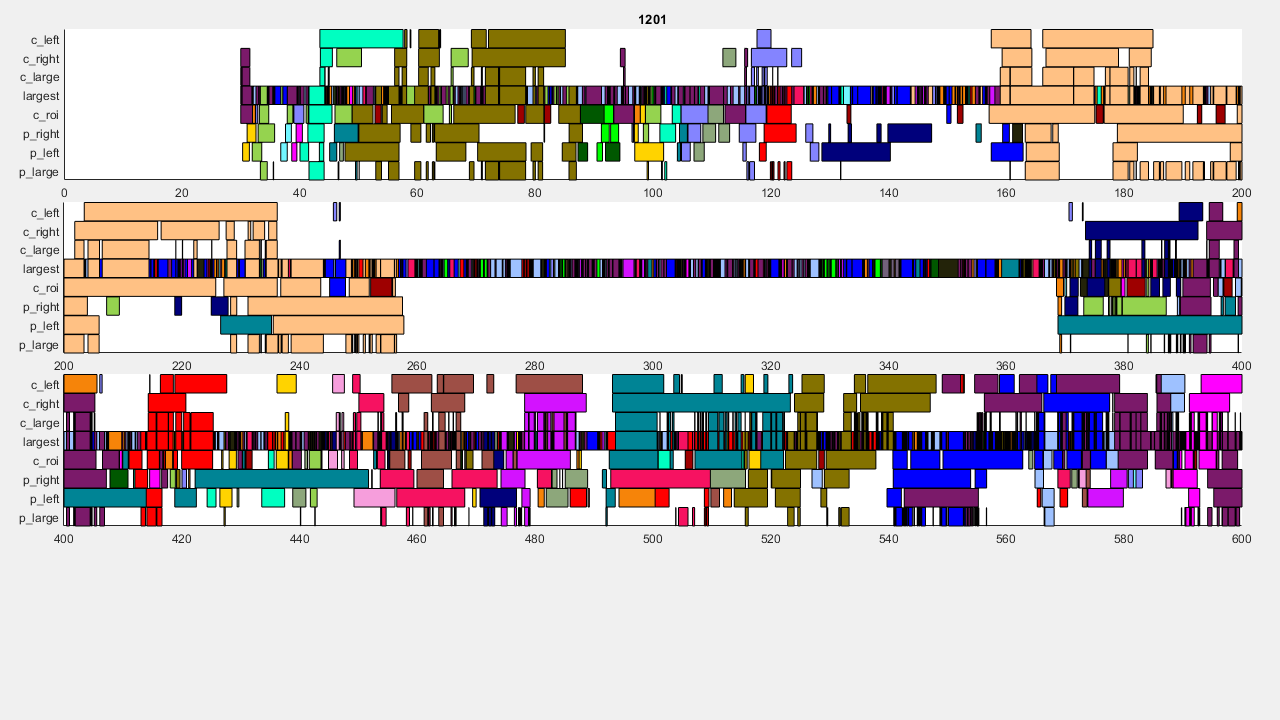 1201
c_left
c_right
c_large
largest
c_roi
p_right
p_left
p_large
0 20 40 60 80 100 120 140 160 180 200
c_left
c_right
c_large
largest
c_roi
p_right
p_left
p_large
200 220 240 260 280 300 320 340 360 380 400
c_left
c_right
c_large
largest
c_roi
p_right
p_left
p_large
400 420 440 460 480 500 520 540 560 580 600